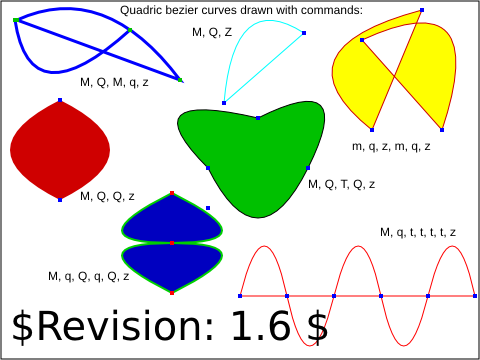 Quadric bezier curves drawn with commands:
M, Q, Z
M, Q, M, q, z
m, q, z, m, q, z
M, Q, T, Q, z
M, Q, Q, z
M, q, t, t, t, t, z
M, q, Q, q, Q, z
$Revision: 1.6 $